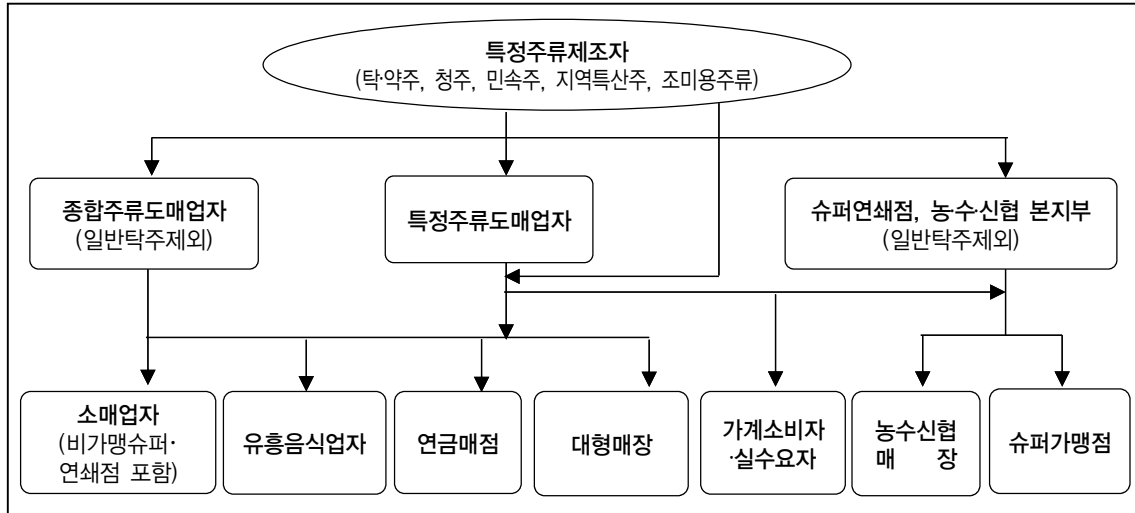 특정주류제조자
(탁·약주, 청주, 민속주, 지역특산주, 조미용주류)
종합주류도매업자
(일반탁주제외)
특정주류도매업자
슈퍼연쇄점, 농·수·신협 본지부
(일반탁주제외)
소매업자
(비가맹슈퍼·
연쇄점 포함)
유흥음식업자
연금매점
대형매장
가계소비자
·실수요자
농수신협
매 장
슈퍼가맹점